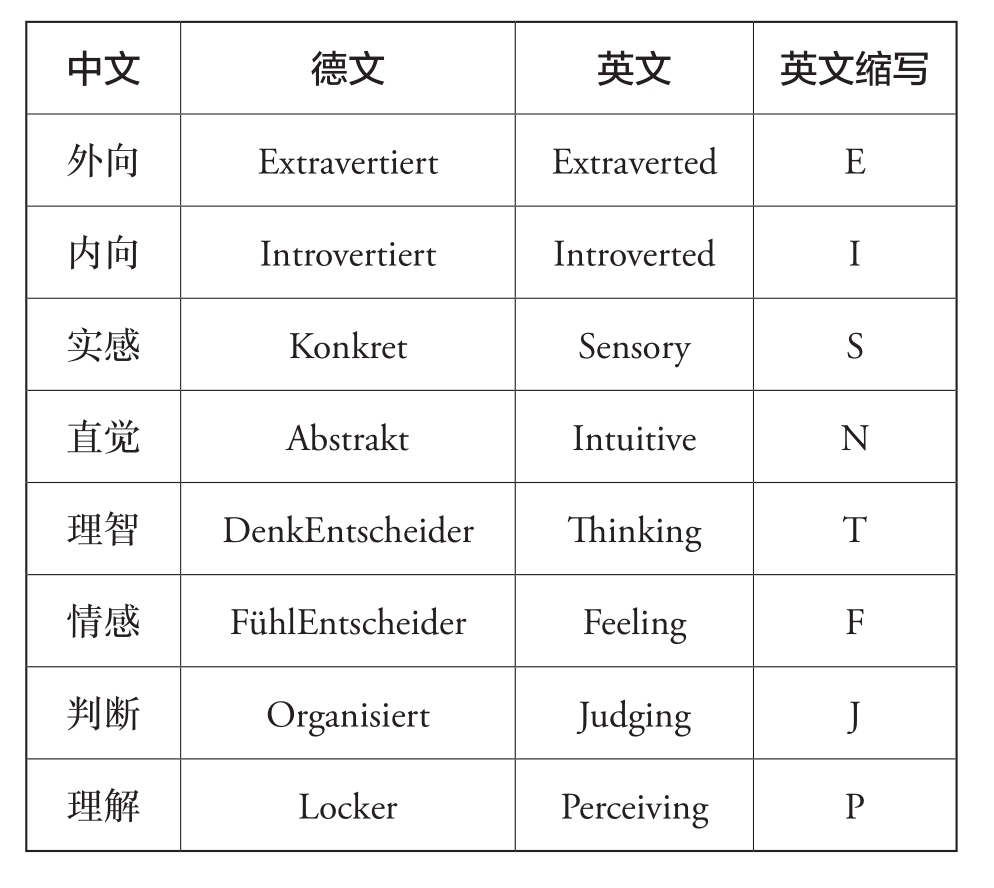 中文 德文 英文 英文缩写
外向 Extravertiert Extraverted E
内向 Introvertiert Introverted I
实感 Konkret Sensory S
直觉 Abstrakt Intuitive N
理智 DenkEntscheider Thinking T
情感 FühlEntscheider Feeling F
判断 Organisiert Judging J
理解 Locker Perceiving P